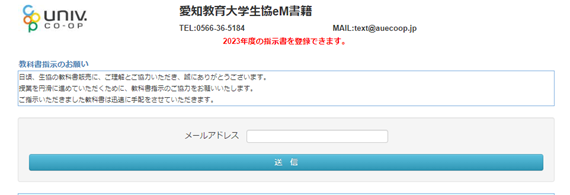 univ.
CO-OP
愛知教育大学生協eM書籍
TEL:0566-36-5184 MAIL:text@auecoop.jp
2023年度の指示書を登録できます。
教科書指示のお願い
日頃、生協の教科書販売に、ご理解とご協力いただき、誠にありがとうございます。
授業を円滑に進めていただくために、教科書指示のご協力をお願いいたします。
ご指示いただきました教科書は迅速に手配をさせていただきます。
メールアドレス
送 信